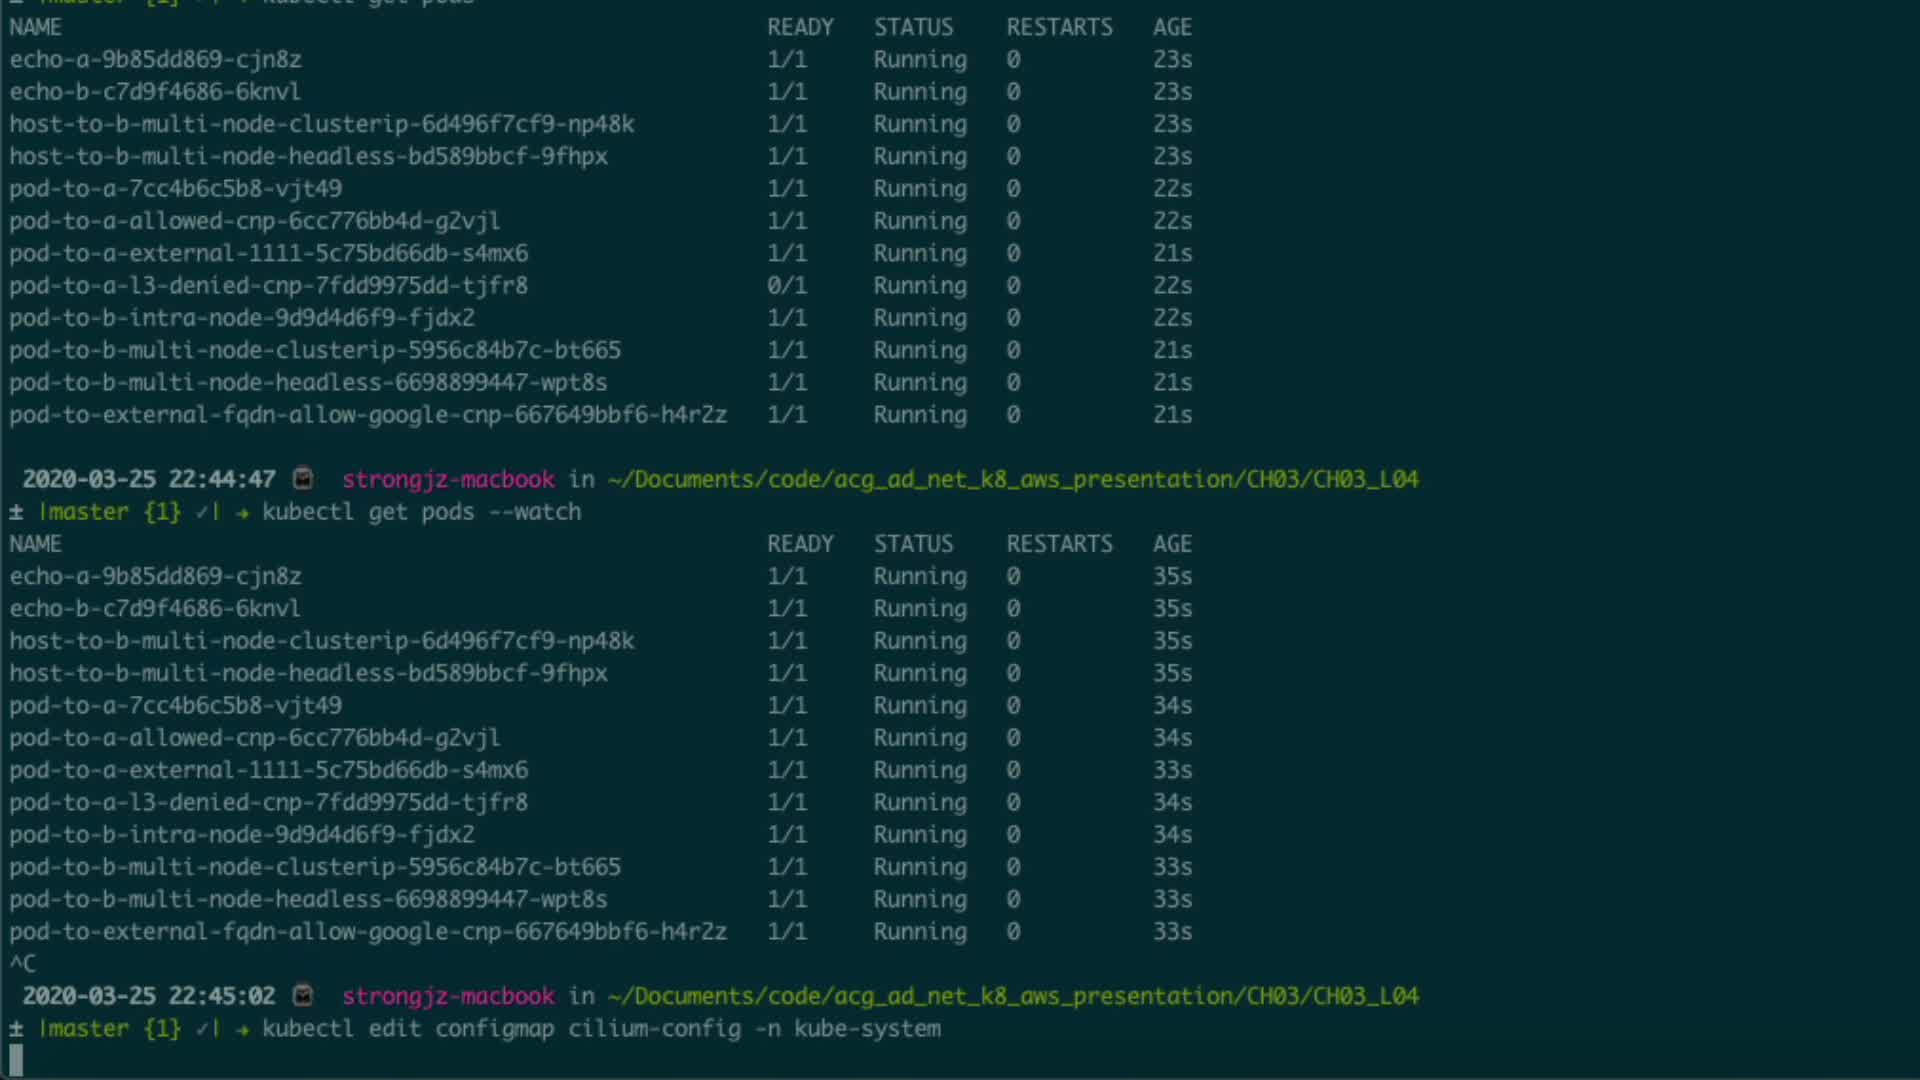 ± |master {1} ✓| → kubectl get pods
NAME READY STATUS RESTARTS AGE
echo-a-9b85dd869-cjn8z 1/1 Running 0 23s
echo-b-c7d9f4686-6knvl 1/1 Running 0 23s
host-to-b-multi-node-clusterip-6d496f7cf9-np48k 1/1 Running 0 23s
host-to-b-multi-node-headless-bd589bbcf-9fhpx 1/1 Running 0 23s
pod-to-a-7cc4b6c5b8-vjt49 1/1 Running 0 22s
pod-to-a-allowed-cnp-6cc776bb4d-g2vjl 1/1 Running 0 22s
pod-to-a-external-1111-5c75bd66db-s4mx6 1/1 Running 0 21s
pod-to-a-l3-denied-cnp-7fdd9975dd-tjfr8 0/1 Running 0 22s
pod-to-b-intra-node-9d9d4d6f9-fjdx2 1/1 Running 0 22s
pod-to-b-multi-node-clusterip-5956c84b7c-bt665 1/1 Running 0 21s
pod-to-b-multi-node-headless-6698899447-wpt8s 1/1 Running 0 21s
pod-to-external-fqdn-allow-google-cnp-667649bbf6-h4r2z 1/1 Running 0 21s
2020-03-25 22:44:47 strongjz-macbook in ~/Documents/code/acg_ad_net_k8_aws_presentation/CH03/CH03_L04
± |master {1} ✓| → kubectl get pods --watch
NAME READY STATUS RESTARTS AGE
echo-a-9b85dd869-cjn8z 1/1 Running 0 35s
echo-b-c7d9f4686-6knvl 1/1 Running 0 35s
host-to-b-multi-node-clusterip-6d496f7cf9-np48k 1/1 Running 0 35s
host-to-b-multi-node-headless-bd589bbcf-9fhpx 1/1 Running 0 35s
pod-to-a-7cc4b6c5b8-vjt49 1/1 Running 0 34s
pod-to-a-allowed-cnp-6cc776bb4d-g2vjl 1/1 Running 0 34s
pod-to-a-external-1111-5c75bd66db-s4mx6 1/1 Running 0 33s
pod-to-a-l3-denied-cnp-7fdd9975dd-tjfr8 1/1 Running 0 34s
pod-to-b-intra-node-9d9d4d6f9-fjdx2 1/1 Running 0 34s
pod-to-b-multi-node-clusterip-5956c84b7c-bt665 1/1 Running 0 33s
pod-to-b-multi-node-headless-6698899447-wpt8s 1/1 Running 0 33s
pod-to-external-fqdn-allow-google-cnp-667649bbf6-h4r2z 1/1 Running 0 33s
^C
2020-03-25 22:45:02 strongjz-macbook in ~/Documents/code/acg_ad_net_k8_aws_presentation/CH03/CH03_L04
± |master {1} ✓| → kubectl edit configmap cilium-config -n kube-system